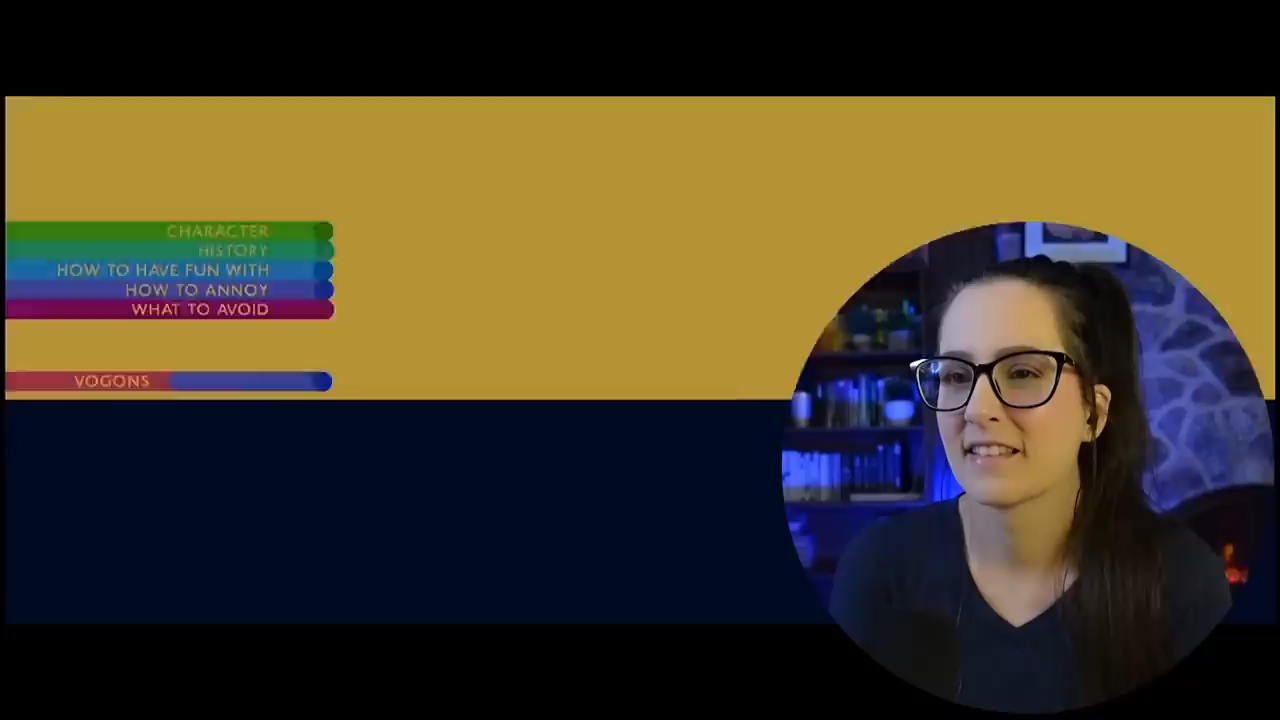 CHARACTER
HISTORY
HOW TO HAVE FUN WITH
HOW TO ANNOY
WHAT TO AVOID
VOGONS